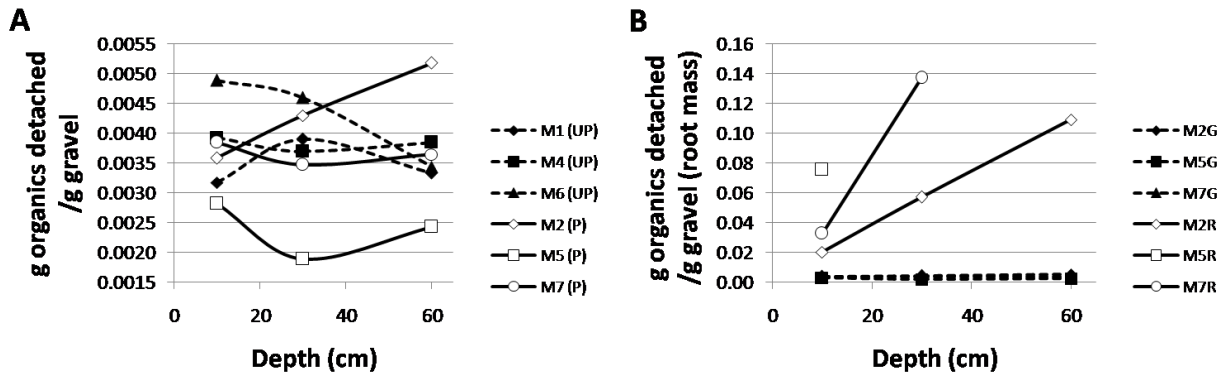 A
g organics detached
/g gravel
0.0055
0.0050
0.0045
0.0040
0.0035
0.0030
0.0025
0.0020
0.0015
0
20
40
60
Depth (cm)
M1 (UP)
M4 (UP)
M6 (UP)
M2 (P)
M5 (P)
M7 (P)
B
g organics detached
/g gravel (root mass)
0.16
0.14
0.12
0.10
0.08
0.06
0.04
0.02
0.00
0
20
40
60
Depth (cm)
M2G
M5G
M7G
M2R
M5R
M7R